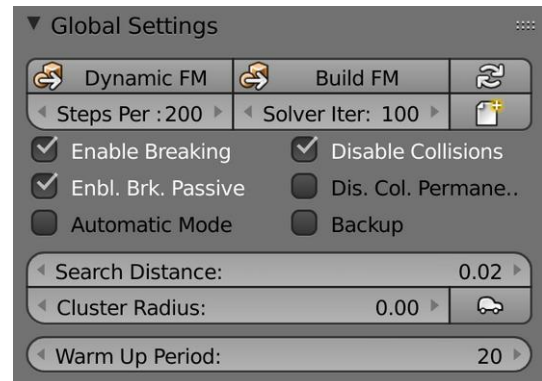 Global Settings
Dynamic FM Build FM
Steps Per : 200 Solver Iter: 100
Enable Breaking Disable Collisions
Enbl. Brk. Passive Dis. Col. Permane..
Automatic Mode Backup
Search Distance: 0.02
Cluster Radius: 0.00
Warm Up Period: 20